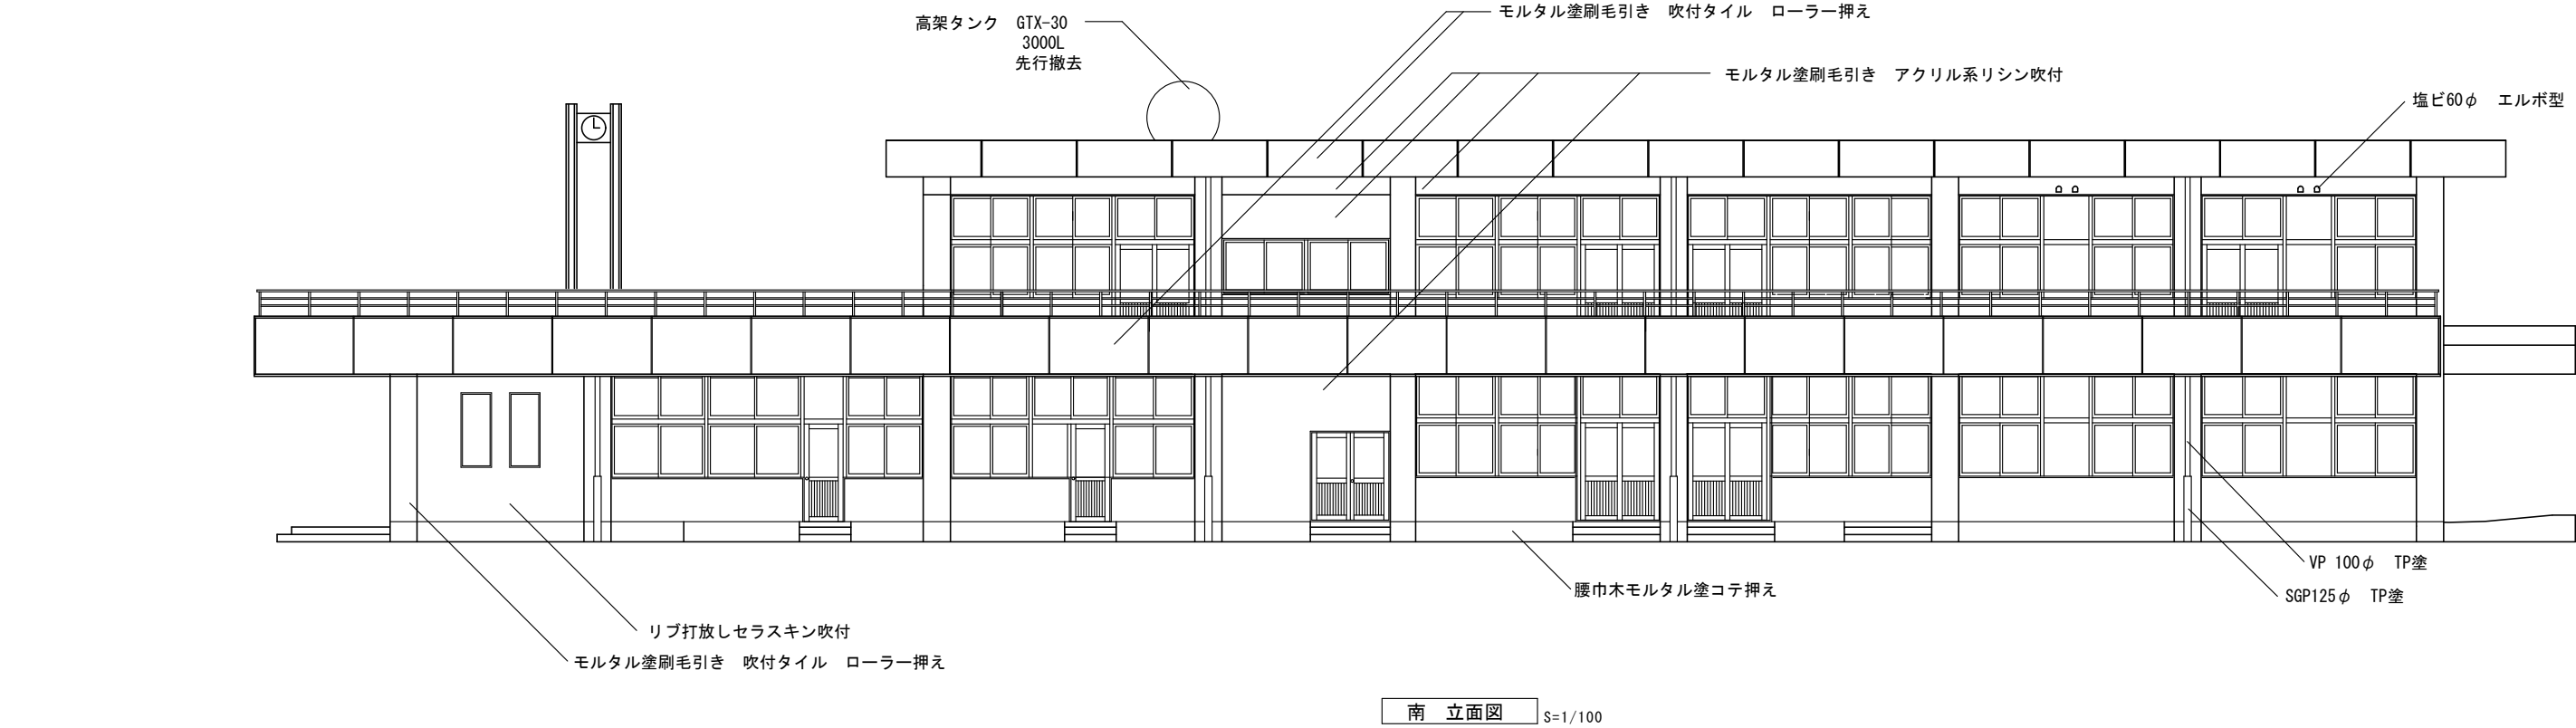 高架タンク GTX-30
3000L
先行撤去
モルタル塗刷毛引き 吹付タイル ローラー押え
モルタル塗刷毛引き アクリル系リシン吹付
塩ビ60φ エルボ型
VP 100φ TP塗
SGP125φ TP塗
腰巾木モルタル塗コテ押え
リブ打放しセラスキン吹付
モルタル塗刷毛引き 吹付タイル ローラー押え
南 立面図 S=1/100